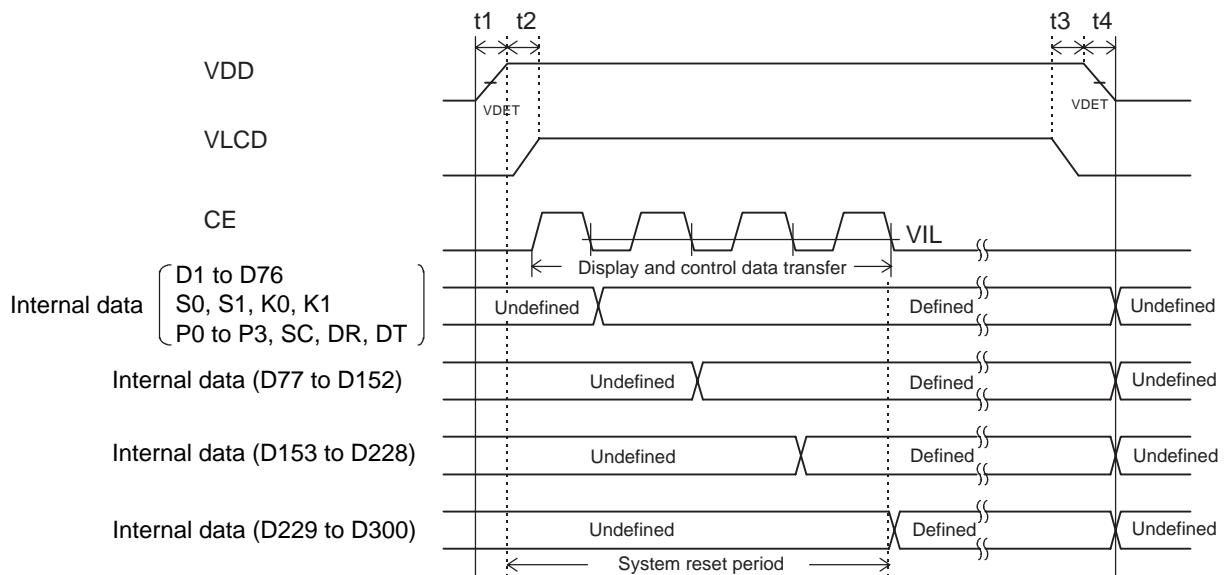 t1 t2 t3 t4
VDD
VDET VDET
VLCD
CE
VIL
Display and control data transfer
D1 to D76
Internal data S0, S1, K0, K1 Undefined Defined Undefined
P0 to P3, SC, DR, DT
Internal data (D77 to D152) Undefined Defined Undefined
Internal data (D153 to D228) Undefined Defined Undefined
Internal data (D229 to D300) Undefined Defined Undefined
System reset period